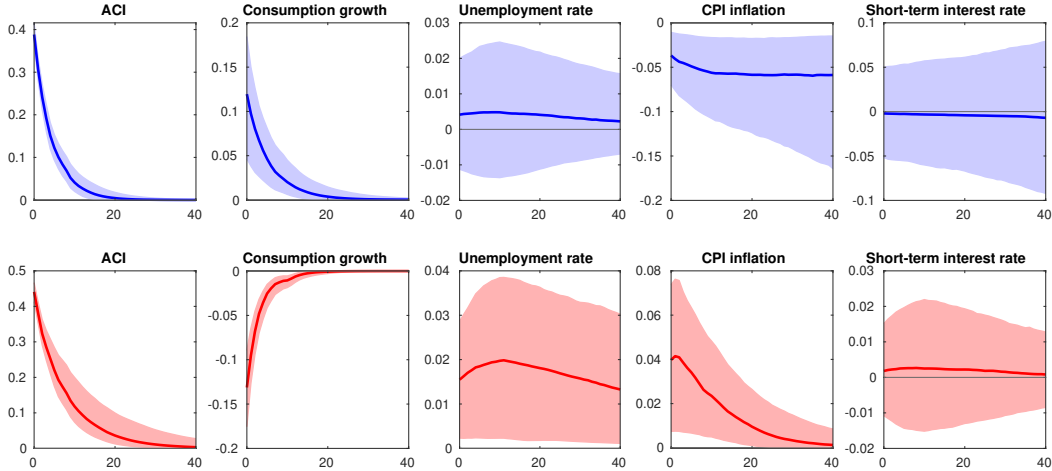 ACI Consumption growth Unemployment rate CPI inflation Short-term interest rate
0.4 0.2 0.03 0 0.1
0.3 0.15 0.02 -0.05 0.05
0.2 0.1 0.01 -0.1 0
0.1 0.05 0 -0.15 -0.05
0 0 -0.01 -0.2 -0.1
-0.02
0 20 40 0 20 40 0 20 40 0 20 40 0 20 40
ACI Consumption growth Unemployment rate CPI inflation Short-term interest rate
0.5 0 0.04 0.08 0.03
0.4 -0.05 0.03 0.06 0.02
0.3 -0.1 0.02 0.04 0.01
0.2 -0.15 0.01 0.02 0
0.1 -0.2 0 0 -0.01
0 -0.02
0 20 40 0 20 40 0 20 40 0 20 40 0 20 40